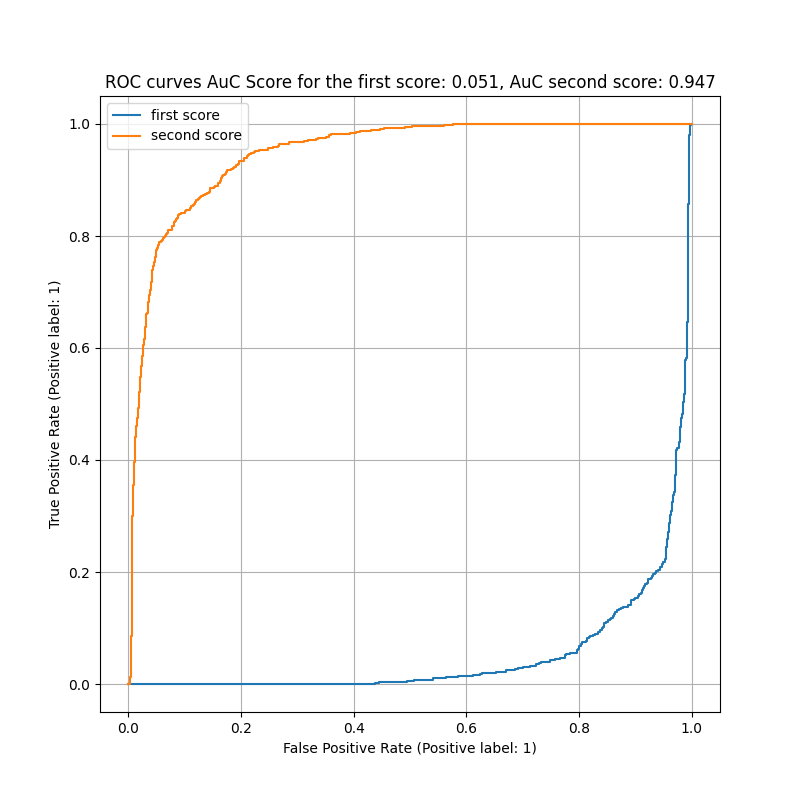 ROC curves AuC Score for the first score: 0.051, AuC second score: 0.947
first score
second score
1.0
0.8
0.6
0.4
0.2
0.0
True Positive Rate (Positive label: 1)
0.0 0.2 0.4 0.6 0.8 1.0
False Positive Rate (Positive label: 1)